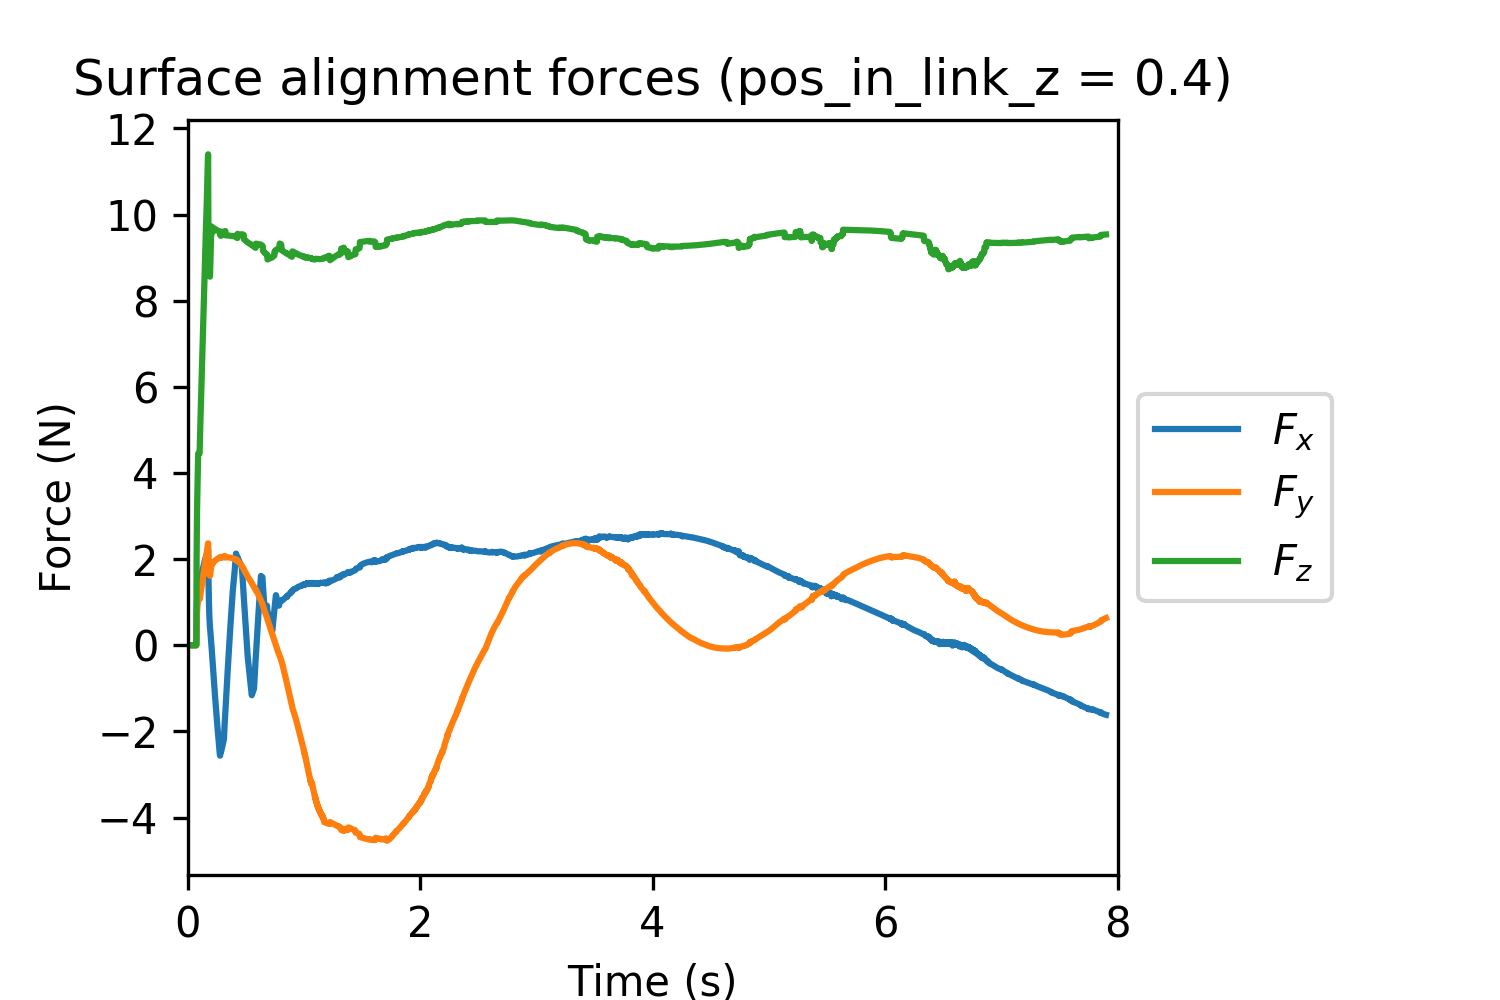 Surface alignment forces (pos_in_link_z = 0.4)
12
10
8
6
4
2
0
−2
−4
Force (N)
0 2 4 6 8
Time (s)
F_x
F_y
F_z